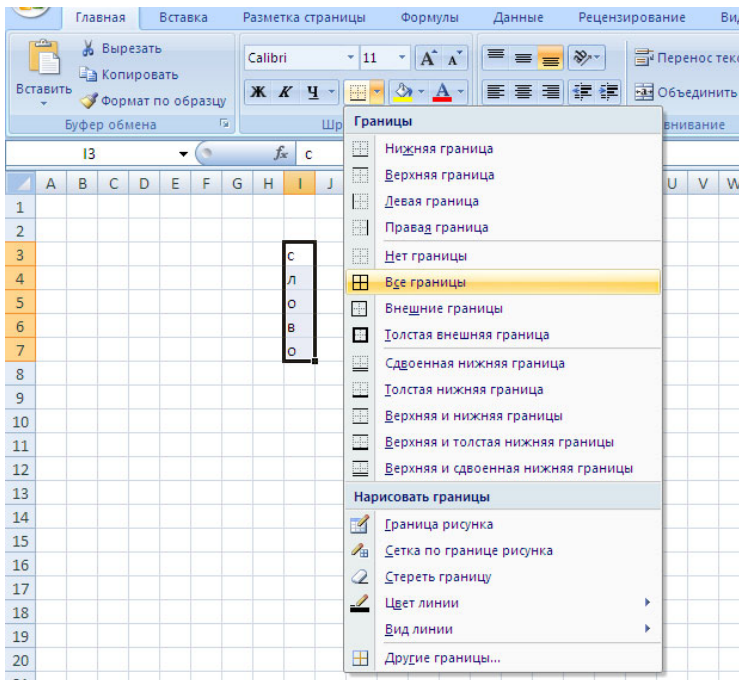 Главная Вставка Разметка страницы Формулы Данные Рецензирование
Вырезать
Копировать
Формат по образцу
Вставить
Буфер обмена
Calibri 11
Ж К Ч
Перенос
Объединить
I3 fx с
A B C D E F G H I J U V W
1
2
3 с
4 л
5 о
6 в
7 о
8
9
10
11
12
13
14
15
16
17
18
19
20
Границы
Нижняя граница
Верхняя граница
Левая граница
Правая граница
Нет границы
Все границы
Внешние границы
Толстая внешняя граница
Сдвоенная нижняя граница
Толстая нижняя граница
Верхняя и нижняя границы
Верхняя и толстая нижняя границы
Верхняя и сдвоенная нижняя границы
Нарисовать границы
Граница рисунка
Сетка по границе рисунка
Стереть границу
Цвет линии
Вид линии
Другие границы...